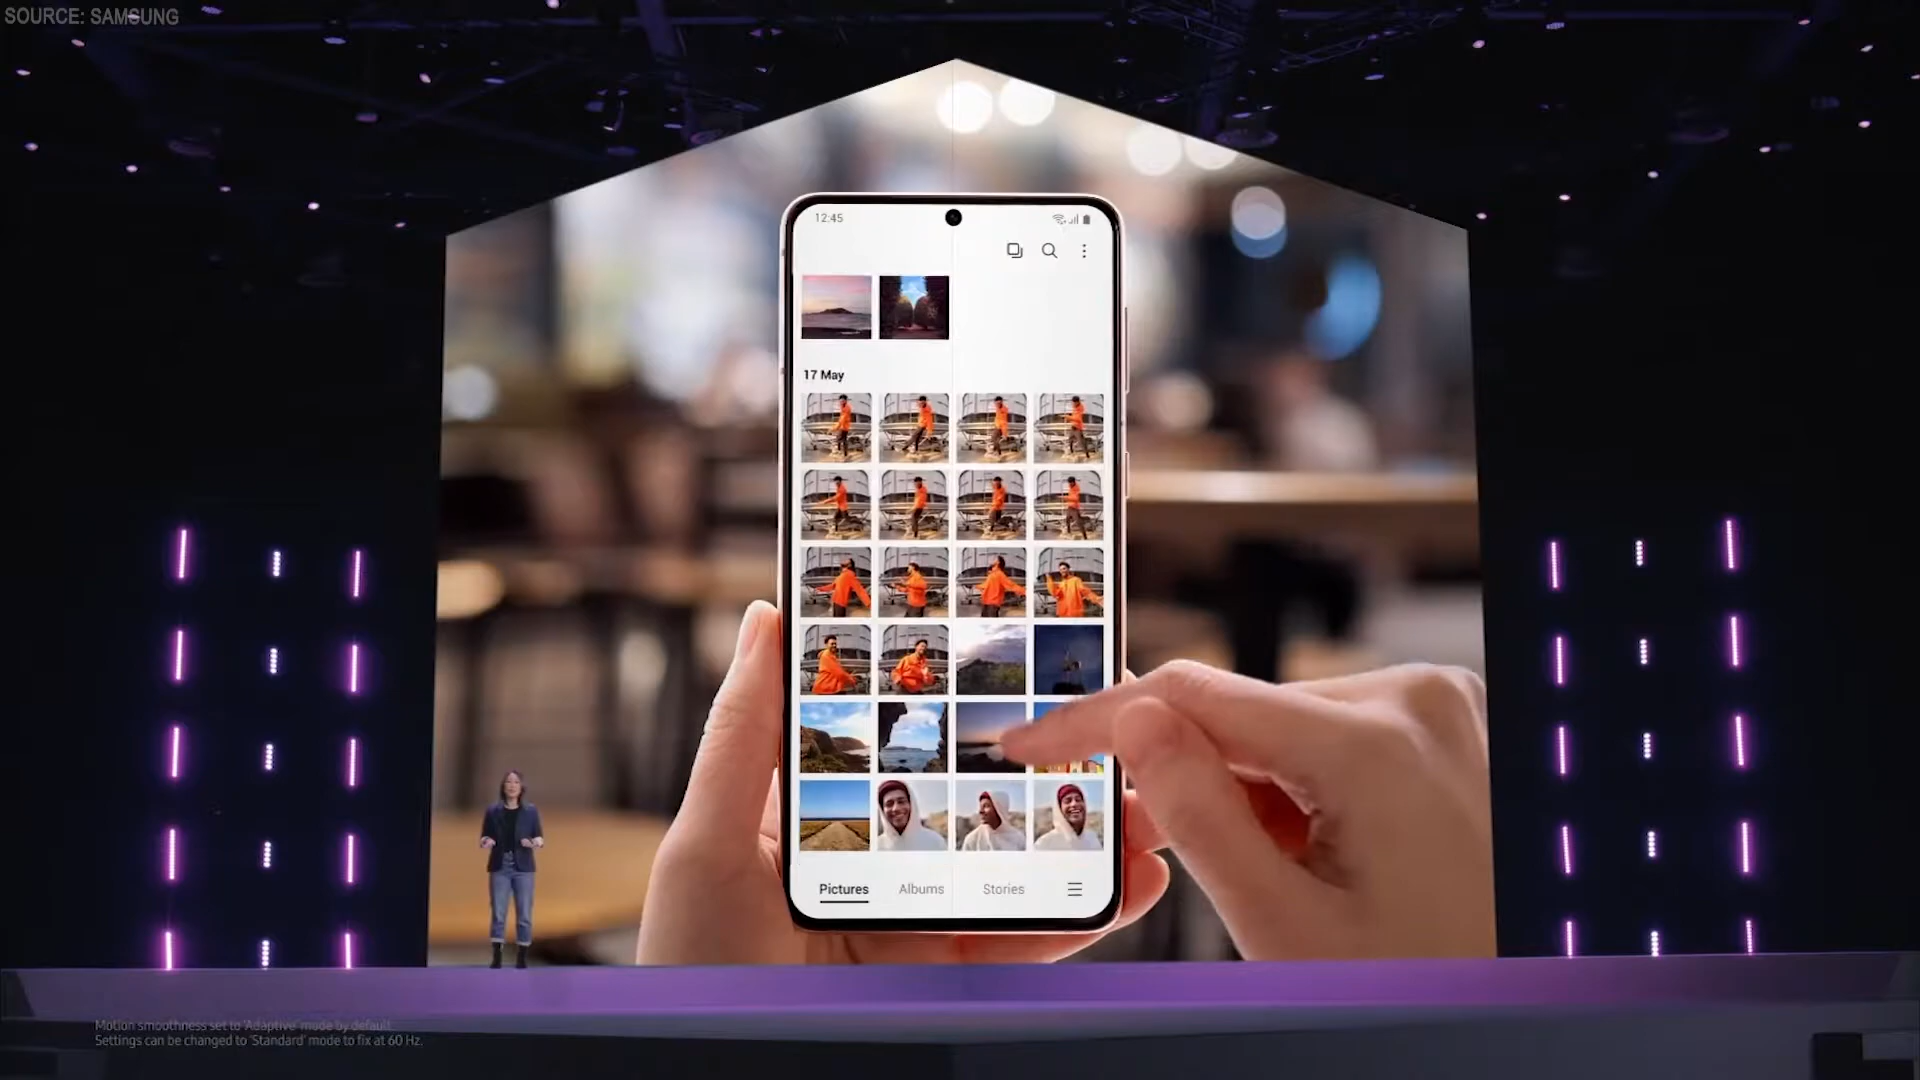 SOURCE: SAMSUNG
12:45
17 May
Pictures Albums Stories
Motion smoothness set to 'Adaptive' mode by default.
Settings can be changed to 'Standard' mode to fix at 60 Hz.